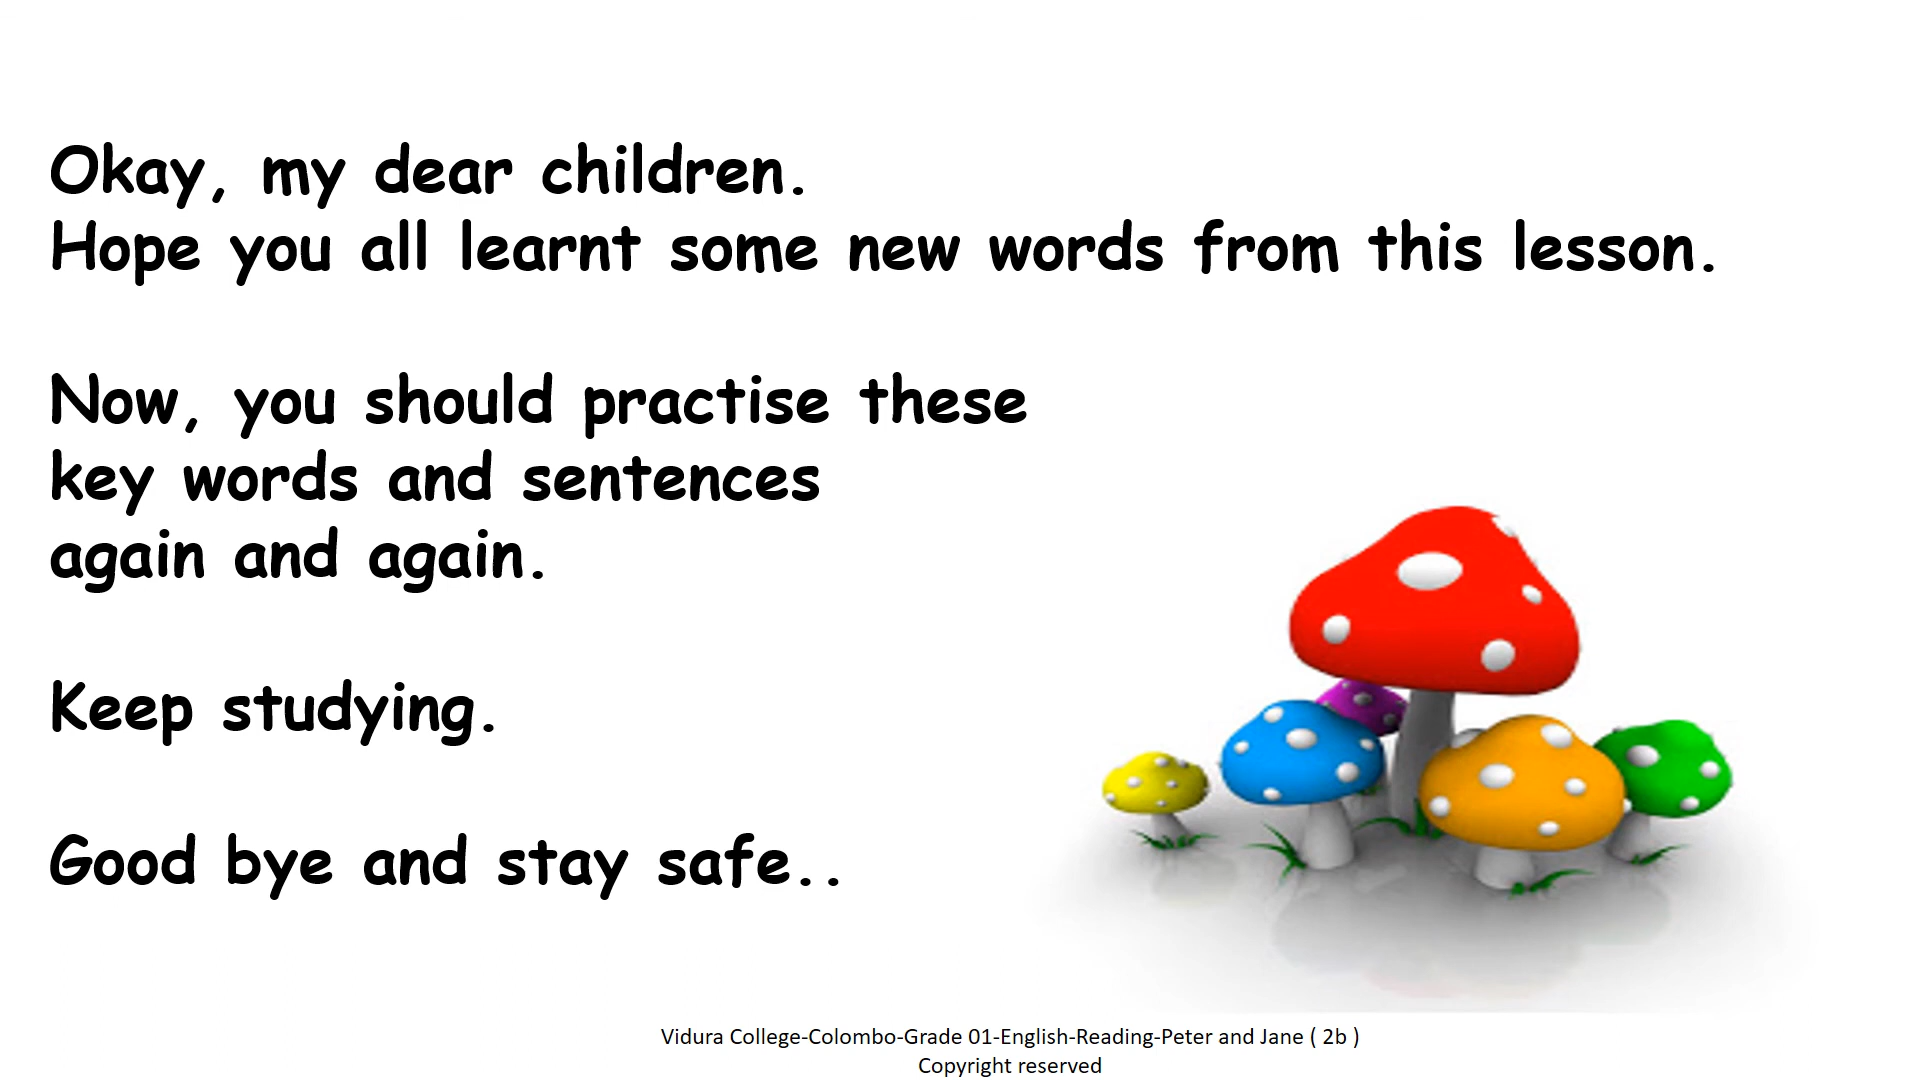 Okay, my dear children.
Hope you all learnt some new words from this lesson.
Now, you should practise these
key words and sentences
again and again.
Keep studying.
Good bye and stay safe..
Vidura College-Colombo-Grade 01-English-Reading-Peter and Jane ( 2b )
Copyright reserved